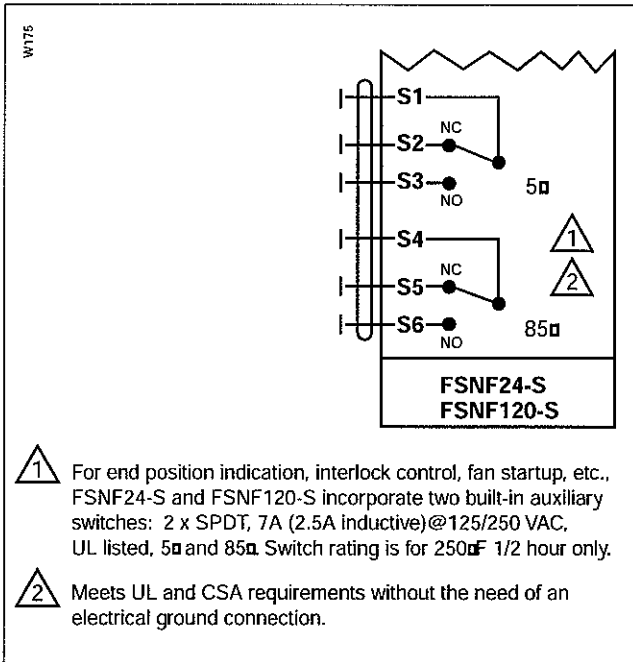 W175
S1
NC
S2
S3
5¤
NO
1
S4
NC
2
S5
S6
85¤
NO
FSNF24-S
FSNF120-S
1
For end position indication, interlock control, fan startup, etc.,
FSNF24-S and FSNF120-S incorporate two built-in auxiliary
switches: 2 x SPDT, 7A (2.5A inductive)@125/250 VAC,
UL listed, 5¤ and 85¤. Switch rating is for 250¤F 1/2 hour only.
2
Meets UL and CSA requirements without the need of an
electrical ground connection.